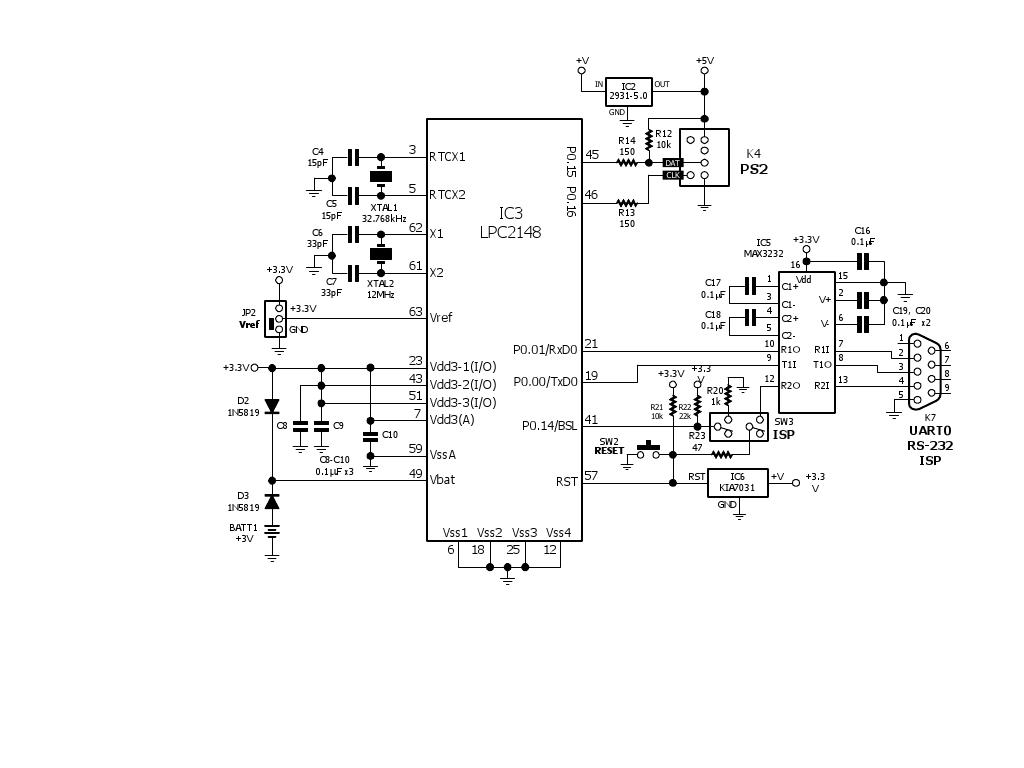 +V
+5V
IN
IC2
2931-5.0
OUT
GND
R12
10k
R14
150
45
DAT
CLK
K4
PS2
46
R13
150
P0.15
P0.16
IC3
LPC2148
C4
15pF
3
RTCX1
5
RTCX2
C5
15pF
XTAL1
32.768kHz
C6
33pF
62
X1
61
X2
C7
33pF
XTAL2
12MHz
+3.3V
JP2
Vref
+3.3V
GND
63
Vref
+3.3V
23
Vdd3-1(I/O)
43
Vdd3-2(I/O)
51
Vdd3-3(I/O)
7
Vdd3(A)
59
VssA
49
Vbat
D2
1N5819
C8
C9
C10
C8-C10
0.1µF x3
D3
1N5819
BATT1
+3V
Vss1
Vss2
Vss3
Vss4
6
18
25
12
P0.01/RxD0
21
P0.00/TxD0
19
P0.14/BSL
41
RST
57
IC5
MAX3232
+3.3V
16
Vdd
C16
0.1µF
15
C17
0.1µF
1
C1+
3
C1-
C18
0.1µF
4
C2+
5
C2-
V+
2
V-
6
C19, C20
0.1µF x2
10
R1O
R1I
7
9
T1I
T1O
8
12
R2O
R2I
13
1
2
3
4
5
6
7
8
9
K7
UART0
RS-232
ISP
+3.3V
+3.3
V
R21
10k
R22
22k
R20
1k
SW3
ISP
R23
47
SW2
RESET
RST
IC6
KIA7031
+V
+3.3
V
GND